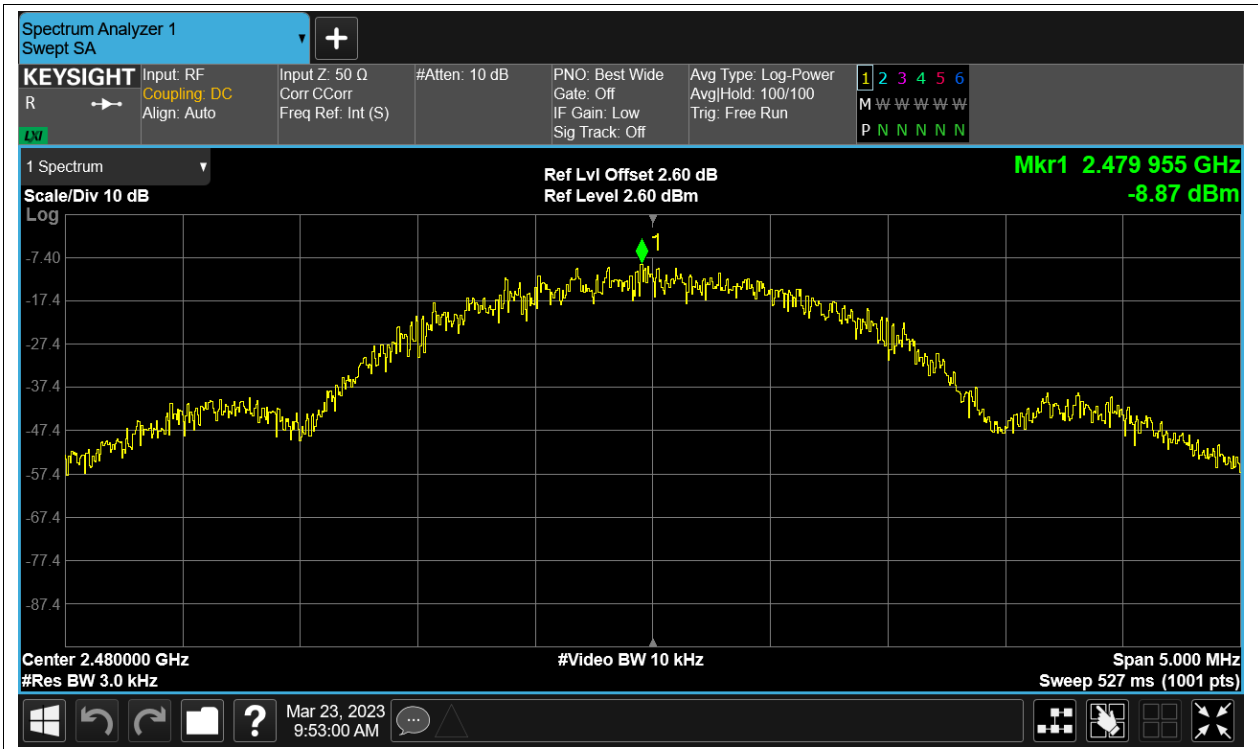 Spectrum Analyzer 1
Swept SA
KEYSIGHT
R
LXI
Input: RF
Coupling: DC
Align: Auto
Input Z: 50 Ω
Corr CCorr
Freq Ref: Int (S)
#Atten: 10 dB
PNO: Best Wide
Gate: Off
IF Gain: Low
Sig Track: Off
Avg Type: Log-Power
Avg|Hold: 100/100
Trig: Free Run
1 2 3 4 5 6
M W W W W W
P N N N N N
1 Spectrum
Scale/Div 10 dB
Log
Ref Lvl Offset 2.60 dB
Ref Level 2.60 dBm
Mkr1 2.479 955 GHz
-8.87 dBm
1
-7.40
-17.4
-27.4
-37.4
-47.4
-57.4
-67.4
-77.4
-87.4
Center 2.480000 GHz
#Video BW 10 kHz
Span 5.000 MHz
#Res BW 3.0 kHz
Sweep 527 ms (1001 pts)
?
Mar 23, 2023
9:53:00 AM